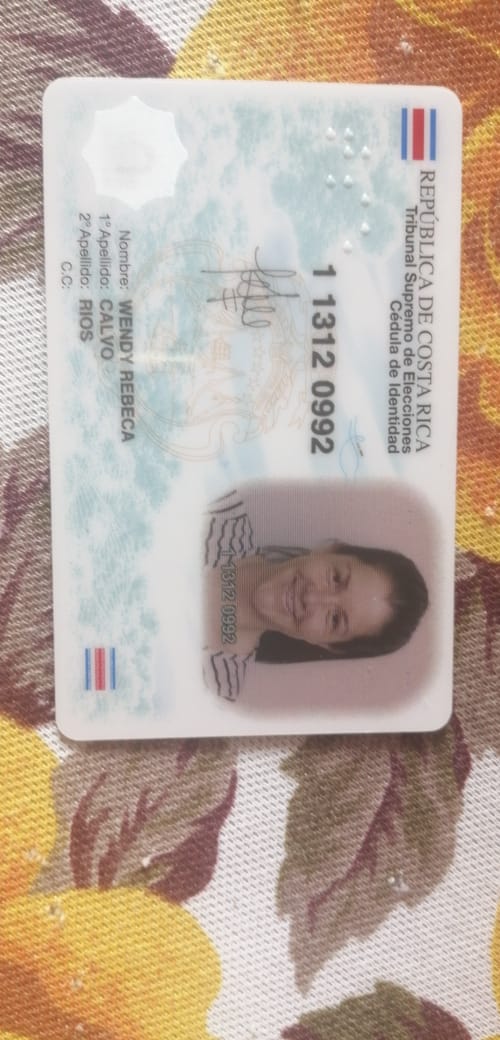 REPÚBLICA DE COSTA RICA
Tribunal Supremo de Elecciones
Cédula de Identidad
1 1312 0992
1 1312 0992
Nombre: WENDY REBECA
1° Apellido: CALVO
2° Apellido: RIOS
C.C: